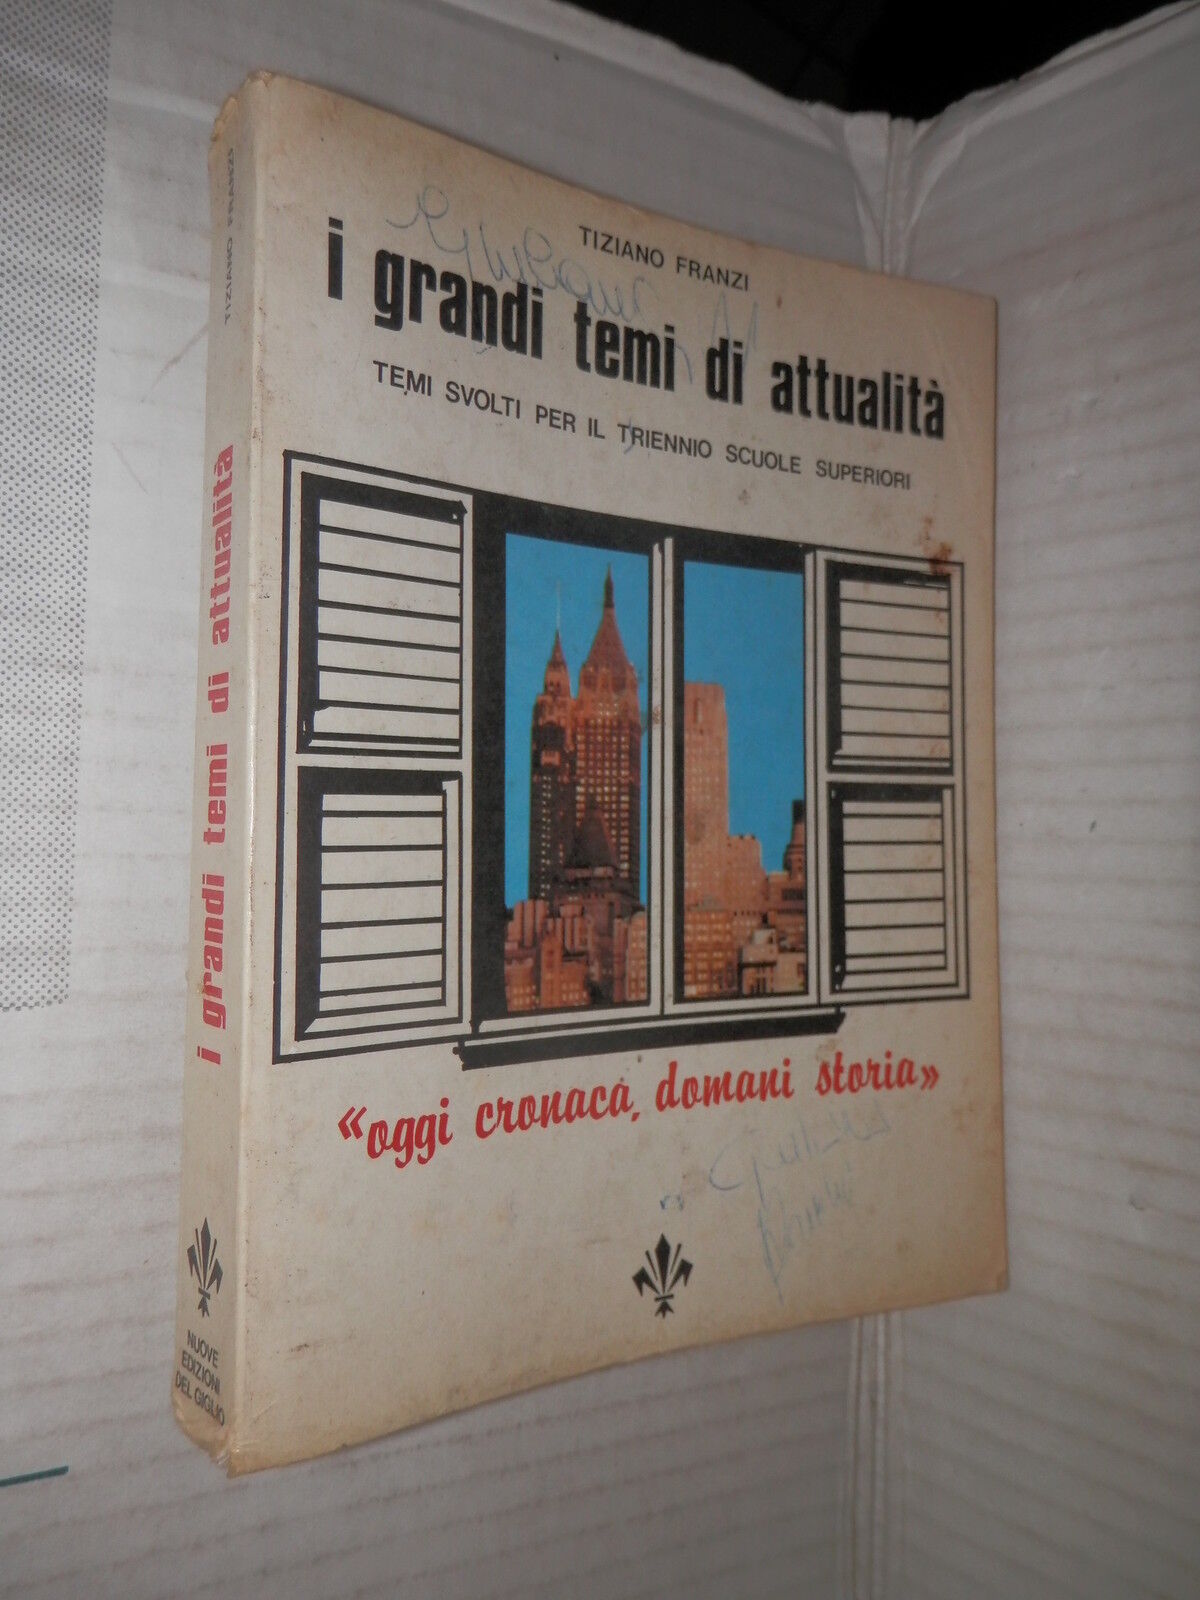 TIZIANO FRANZI
i grandi temi di attualità
TEMI SVOLTI PER IL TRIENNIO SCUOLE SUPERIORI
«oggi cronaca, domani storia»
TIZIANO FRANZI
i grandi temi di attualità
NUOVE
EDIZIONI
DEL GIGLIO